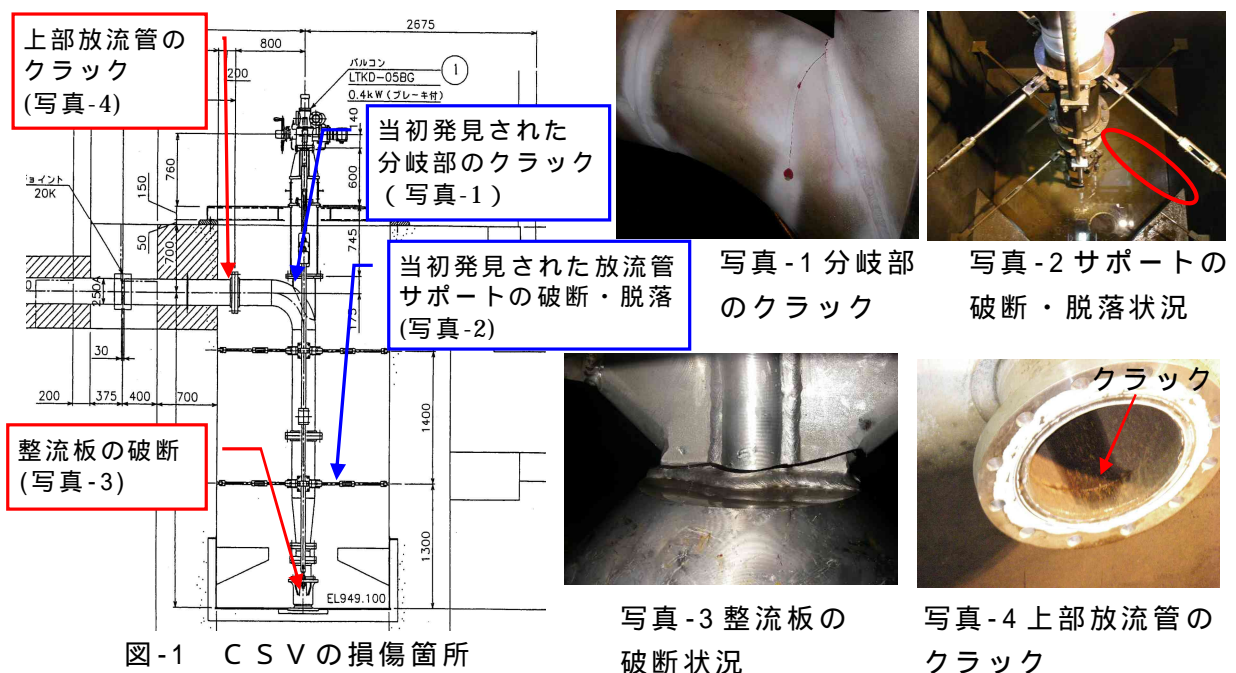 上部放流管の
クラック
(写真-4)
2675
800
200
バルコン
LTKD-05BG
0.4kW(ブレーキ付)
1
140
当初発見された
分岐部のクラック
(写真-1)
760
600
150
ョイント
20K
50
700
745
当初発見された放流管
サポートの破断・脱落
(写真-2)
250
175
30
200
375
400
700
1400
整流板の破断
(写真-3)
1300
EL949.100
図-1 CSVの損傷箇所
写真-1分岐部
のクラック
写真-2サポートの
破断・脱落状況
クラック
写真-3整流板の
破断状況
写真-4上部放流管の
クラック